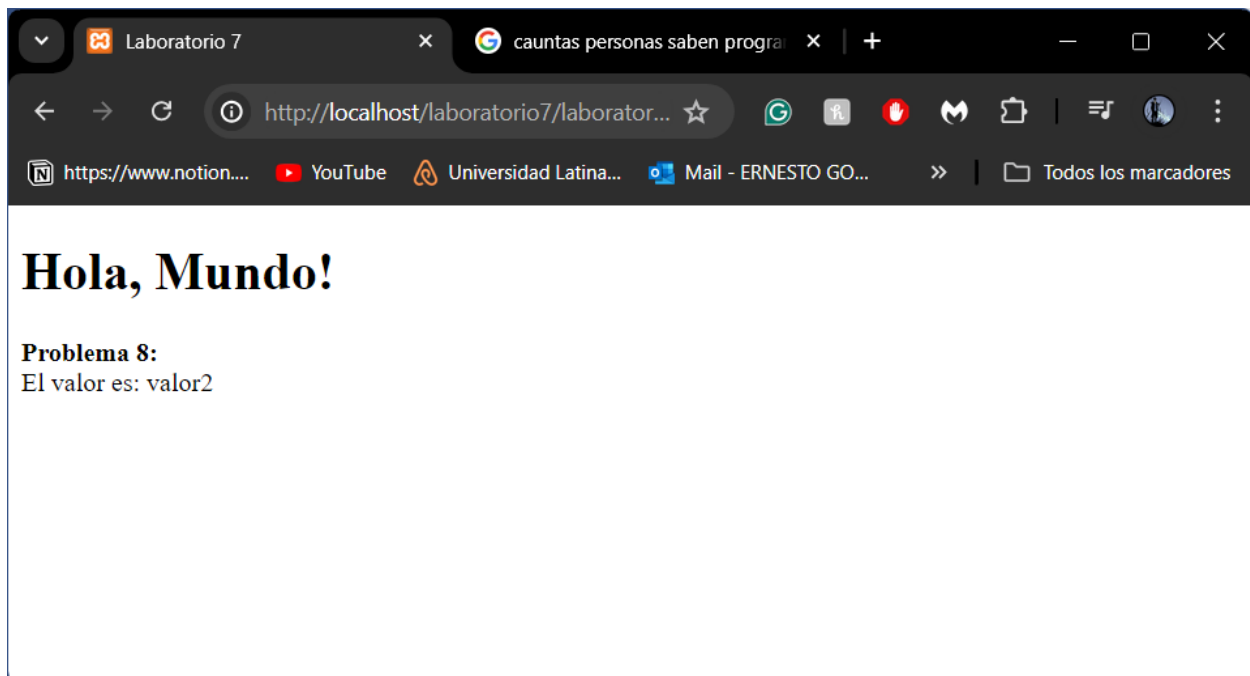 Laboratorio 7
cauntas personas saben progra
http://localhost/laboratorio7/laborator...
https://www.notion....
YouTube
Universidad Latina...
Mail - ERNESTO GO...
Todos los marcadores
Hola, Mundo!
Problema 8:
El valor es: valor2